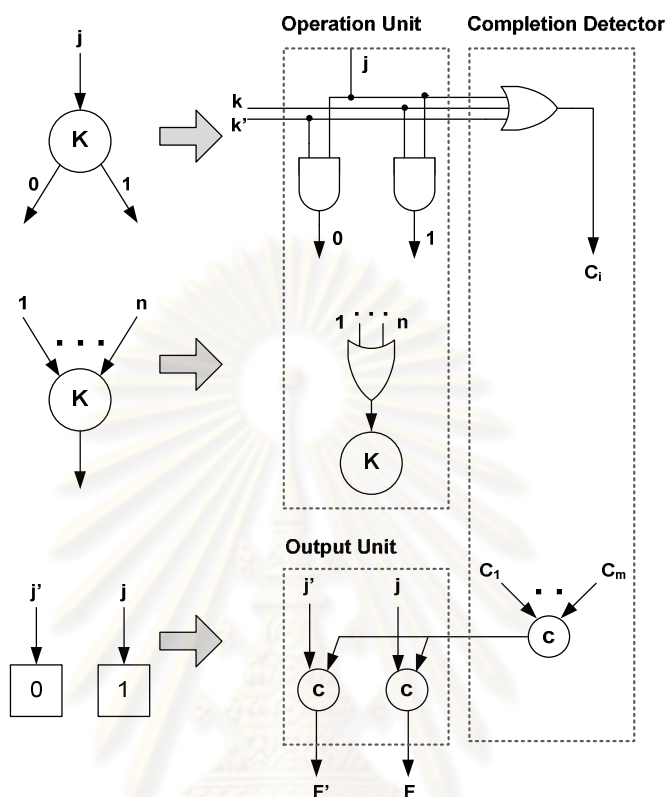 Operation Unit Completion Detector
j
j
k
k'
K
0 1
0 1
Cᵢ
1 n
· · ·
1 · · · n
K
K
Output Unit
C₁ · · Cₘ
j' j
j' j
c
0 1
c c
F' F